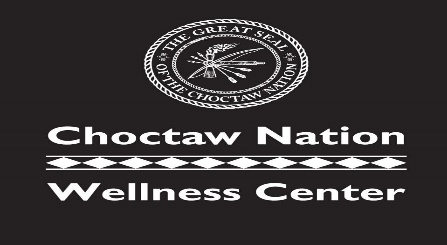 THE GREAT SEAL
OF THE CHOCTAW NATION
Choctaw Nation
Wellness Center